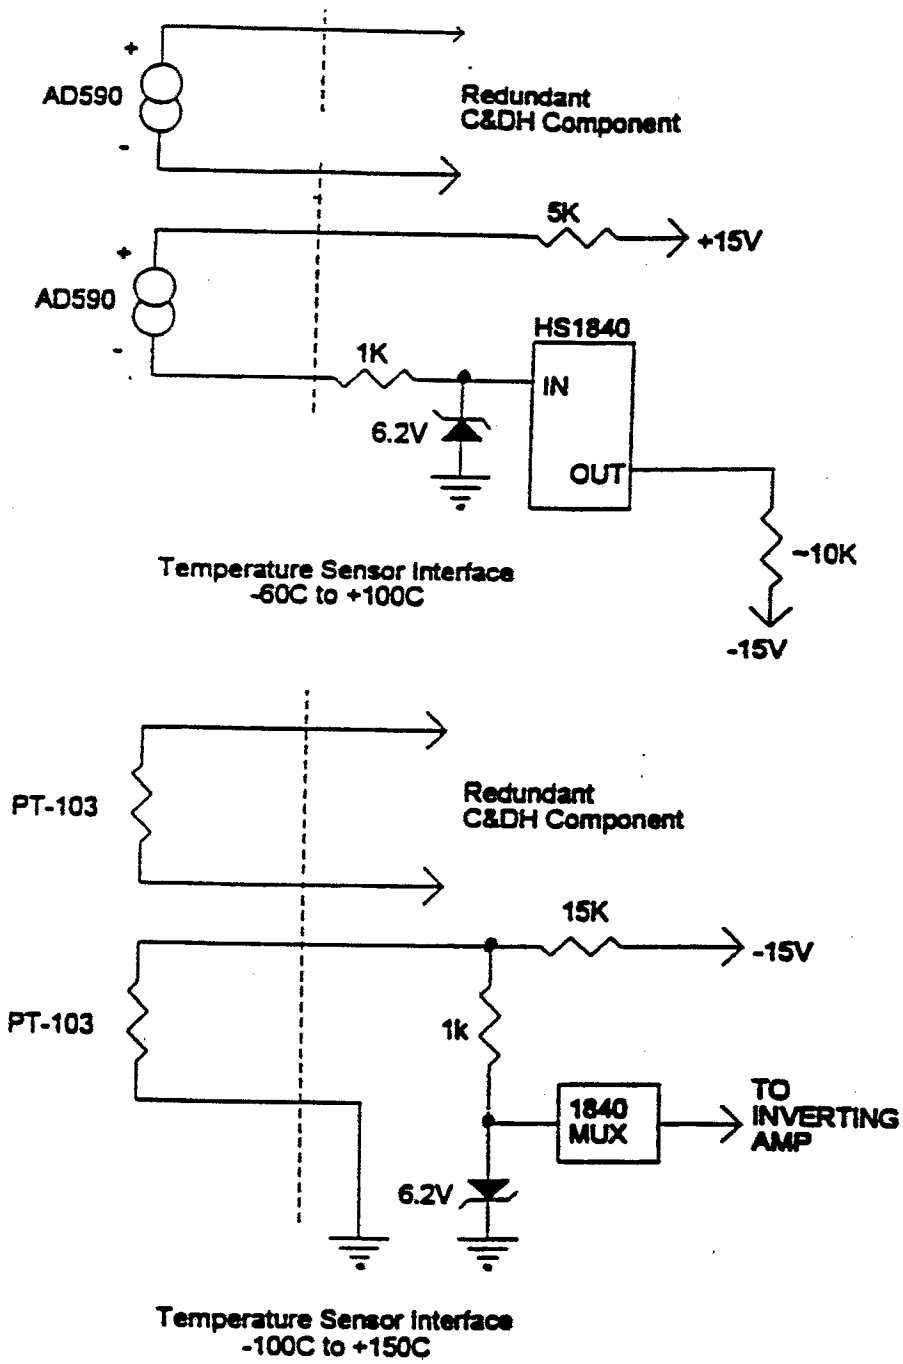 +
AD590
-
Redundant
C&DH Component
5K
+15V
+
AD590
-
HS1840
1K
IN
6.2V
OUT
~10K
-15V
Temperature Sensor Interface
-60C to +100C
PT-103
Redundant
C&DH Component
15K
-15V
PT-103
1k
1840
MUX
TO
INVERTING
AMP
6.2V
Temperature Sensor Interface
-100C to +150C